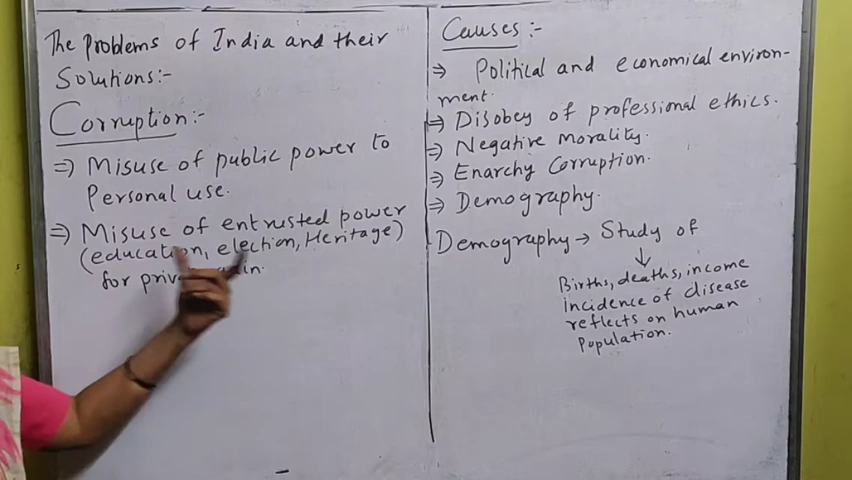 The Problems of India and their
Solutions:-
Corruption:-
⇒ Misuse of public power to
Personal use.
⇒ Misuse of entrusted power
(education, election, Heritage)
for
Causes:-
⇒ Political and economical environ-
ment.
⇒ Disobey of professional ethics.
⇒ Negative morality.
⇒ Enarchy Corruption.
⇒ Demography.
Demography → Study of
↓
Births, deaths, income
incidence of disease
reflects on human
Population.